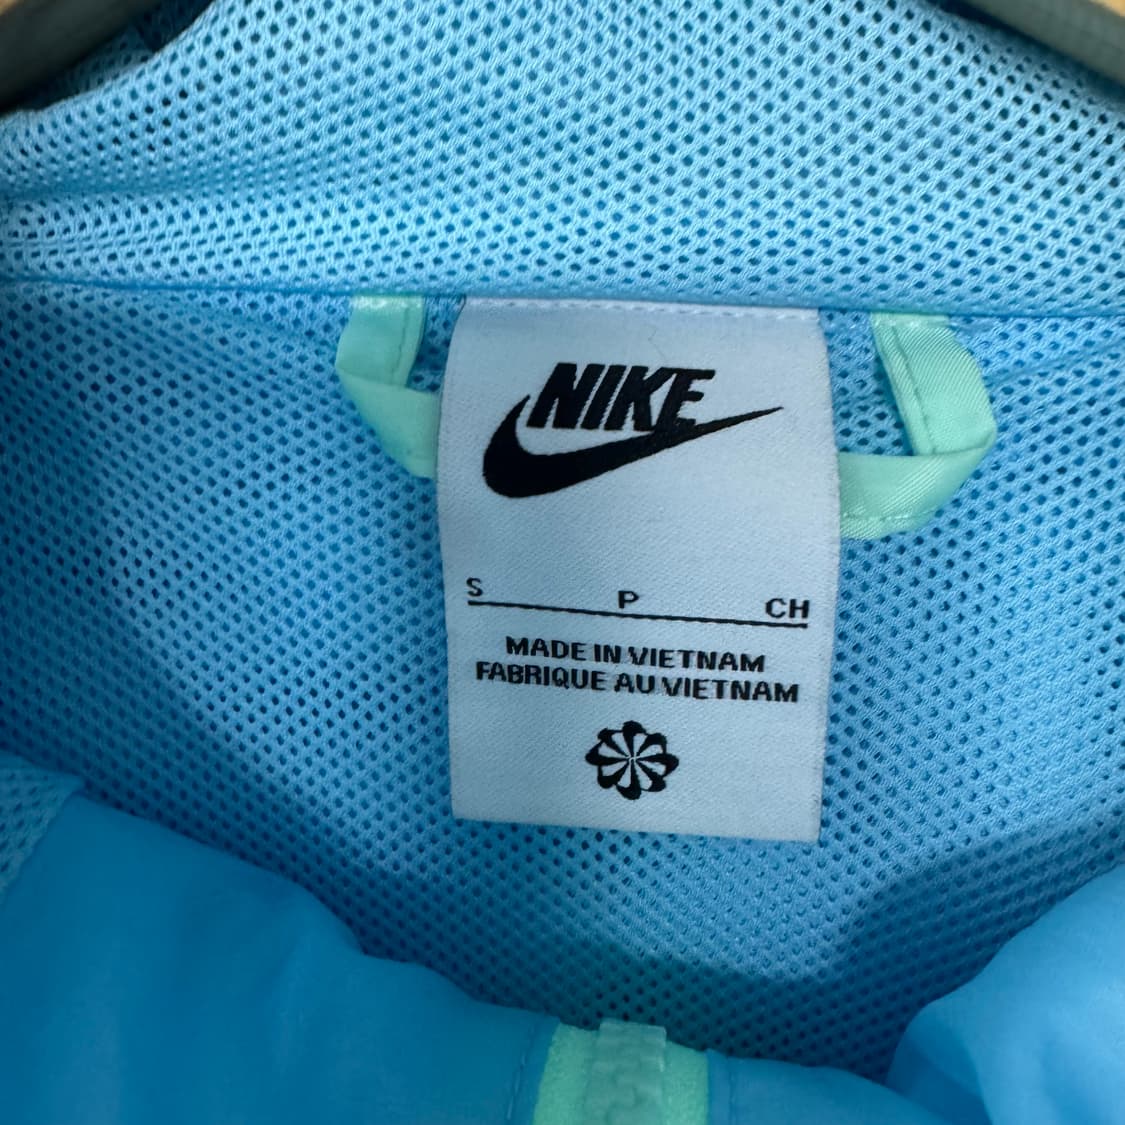 NIKE
S P CH
MADE IN VIETNAM
FABRIQUE AU VIETNAM